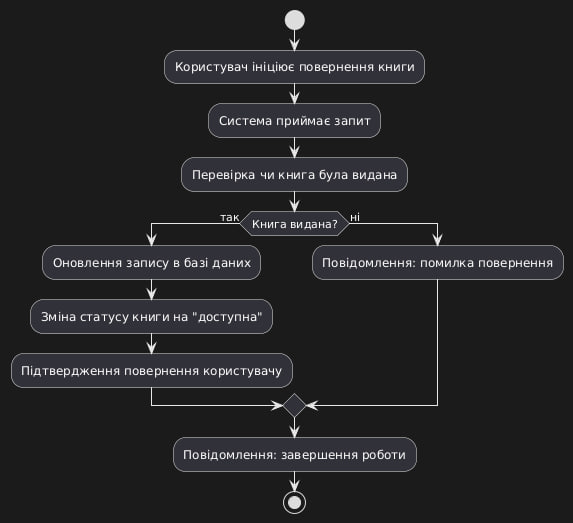 Користувач ініціює повернення книги
Система приймає запит
Перевірка чи книга була видана
так
Книга видана?
ні
Оновлення запису в базі даних
Повідомлення: помилка повернення
Зміна статусу книги на "доступна"
Підтвердження повернення користувачу
Повідомлення: завершення роботи